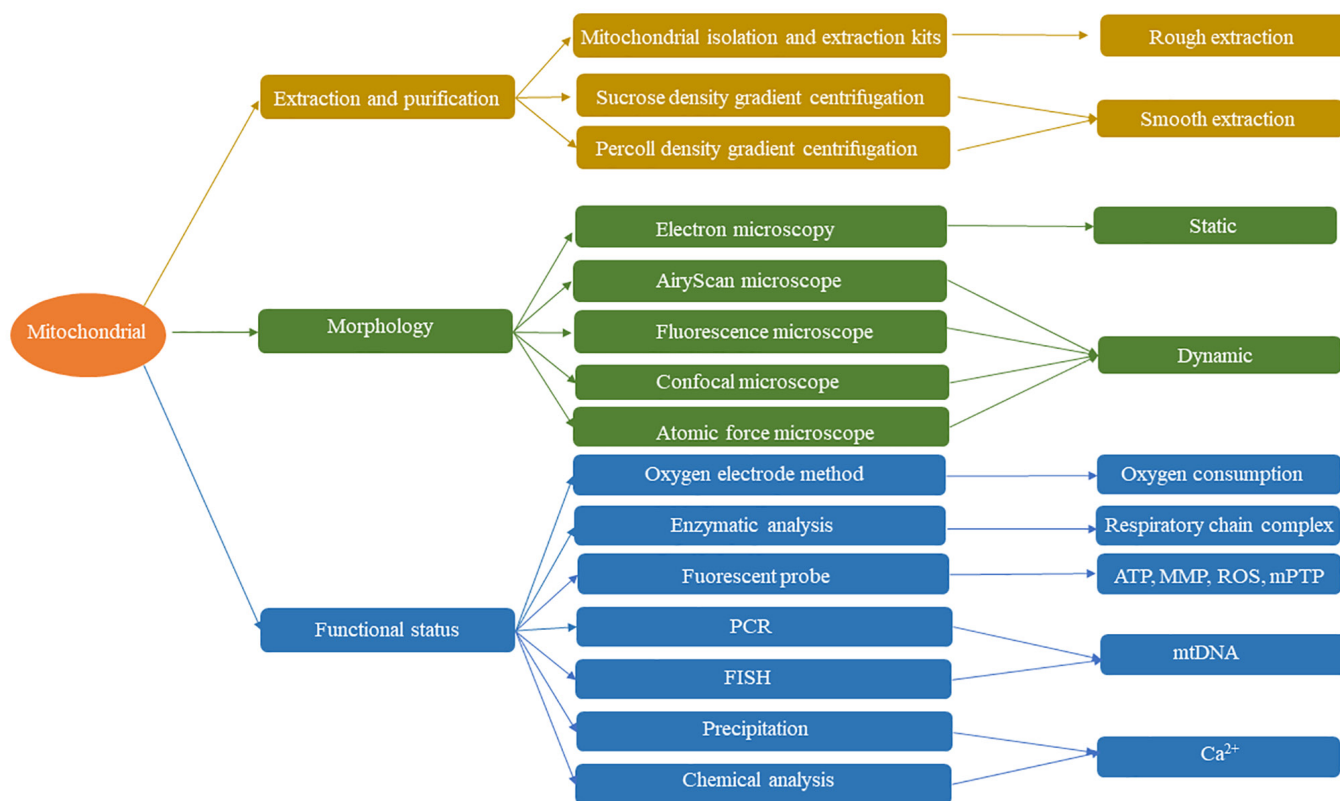 Mitochondrial isolation and extraction kits
Rough extraction
Extraction and purification
Sucrose density gradient centrifugation
Smooth extraction
Percoll density gradient centrifugation
Electron microscopy
Static
AiryScan microscope
Mitochondrial
Morphology
Fluorescence microscope
Dynamic
Confocal microscope
Atomic force microscope
Oxygen electrode method
Oxygen consumption
Enzymatic analysis
Respiratory chain complex
Fuorescent probe
ATP, MMP, ROS, mPTP
Functional status
PCR
mtDNA
FISH
Precipitation
Ca²⁺
Chemical analysis